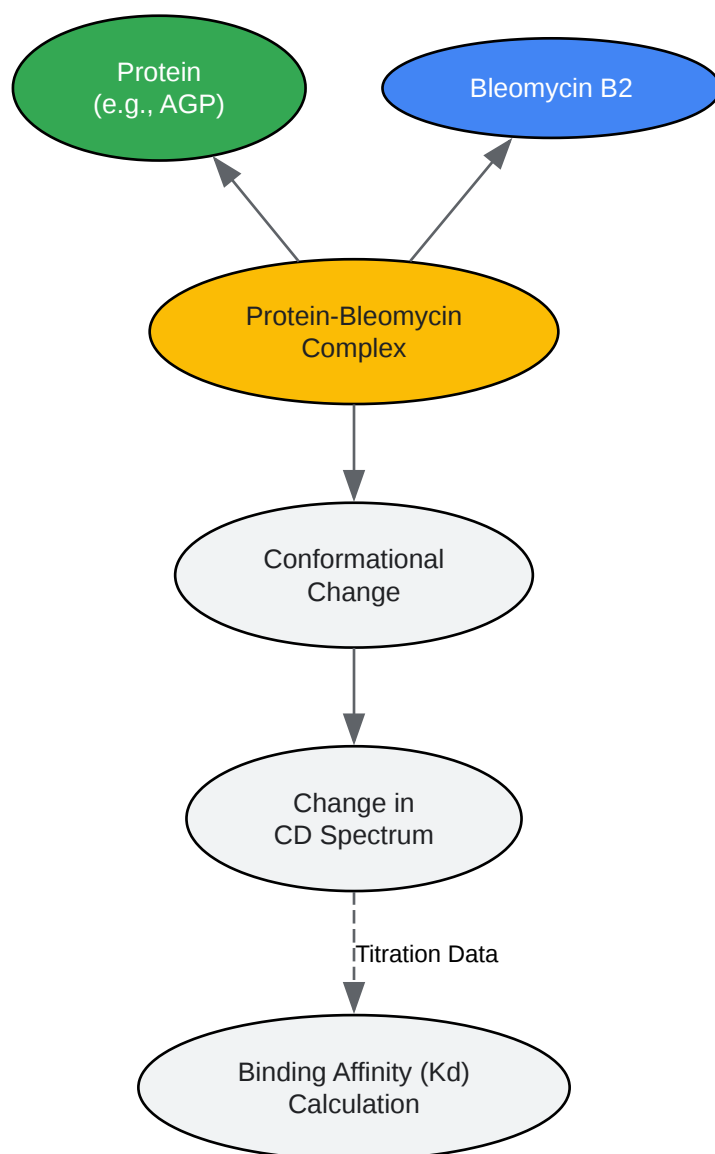 Protein
(e.g., AGP)
Bleomycin B2
Protein-Bleomycin
Complex
Conformational
Change
Change in
CD Spectrum
Titration Data
Binding Affinity (Kd)
Calculation